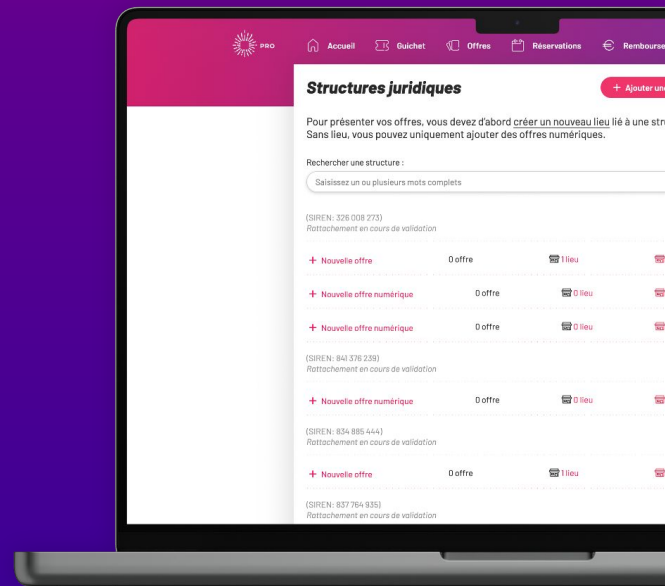 PRO
Accueil
Guichet
Offres
Réservations
Structures juridiques
+ Ajouter
Pour présenter vos offres, vous devez d'abord créer un nouveau lieu lié à une
Sans lieu, vous pouvez uniquement ajouter des offres numériques.
Rechercher une structure :
Saisissez un ou plusieurs mots complets
(SIREN: 326 008 273)
Rattachement en cours de validation
+ Nouvelle offre 0 offre 1 lieu
+ Nouvelle offre numérique 0 offre 0 lieu
+ Nouvelle offre numérique 0 offre 0 lieu
(SIREN: 841 376 239)
Rattachement en cours de validation
+ Nouvelle offre numérique 0 offre 0 lieu
(SIREN: 834 885 444)
Rattachement en cours de validation
+ Nouvelle offre 0 offre 1 lieu
(SIREN: 837 764 935)
Rattachement en cours de validation